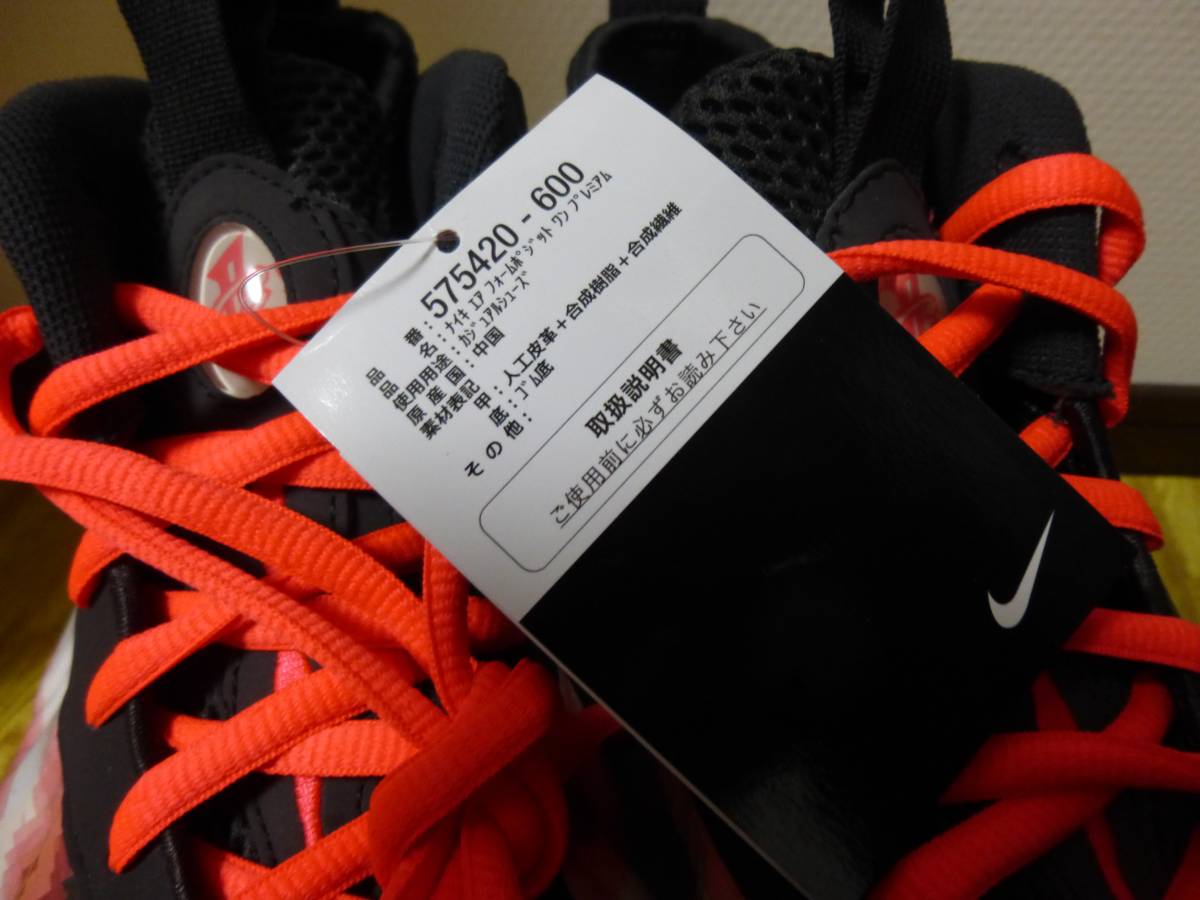 品番：575420 - 600
品名：ﾅｲｷ ｴｱ ﾌｫｰﾑﾎﾟｼﾞｯﾄ ﾜﾝ ﾌﾟﾚﾐｱﾑ
使用用途：ｶｼﾞｭｱﾙｼｭｰｽﾞ
原産国：中国
素材表記
甲：人工皮革＋合成樹脂＋合成繊維
底：ｺﾞﾑ底
その他：
取扱説明書
ご使用前に必ずお読み下さい